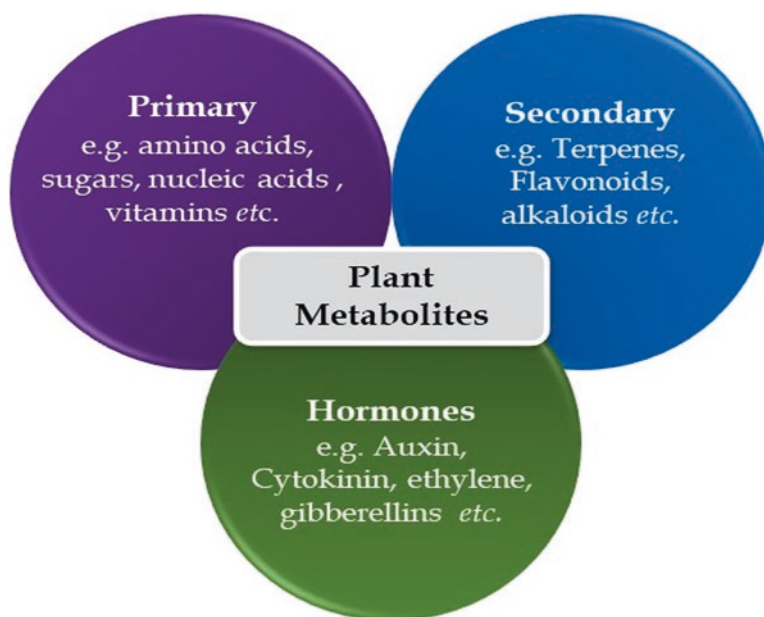 Primary
e.g. amino acids,
sugars, nucleic acids ,
vitamins etc.
Secondary
e.g. Terpenes,
Flavonoids,
alkaloids etc.
Plant
Metabolites
Hormones
e.g. Auxin,
Cytokinin, ethylene,
gibberellins etc.